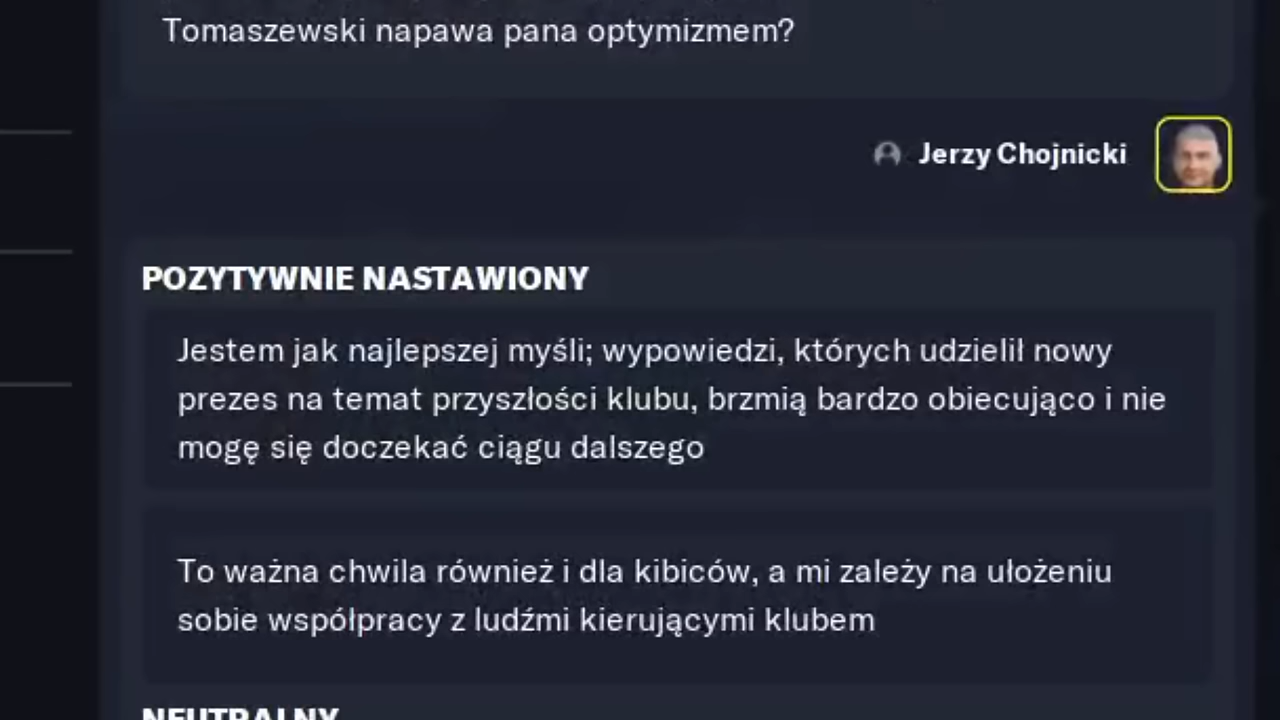 Tomaszewski napawa pana optymizmem?
Jerzy Chojnicki
POZYTYWNIE NASTAWIONY
Jestem jak najlepszej myśli; wypowiedzi, których udzielił nowy
prezes na temat przyszłości klubu, brzmią bardzo obiecująco i nie
mogę się doczekać ciągu dalszego
To ważna chwila również i dla kibiców, a mi zależy na ułożeniu
sobie współpracy z ludźmi kierującymi klubem
NEUTRALNY